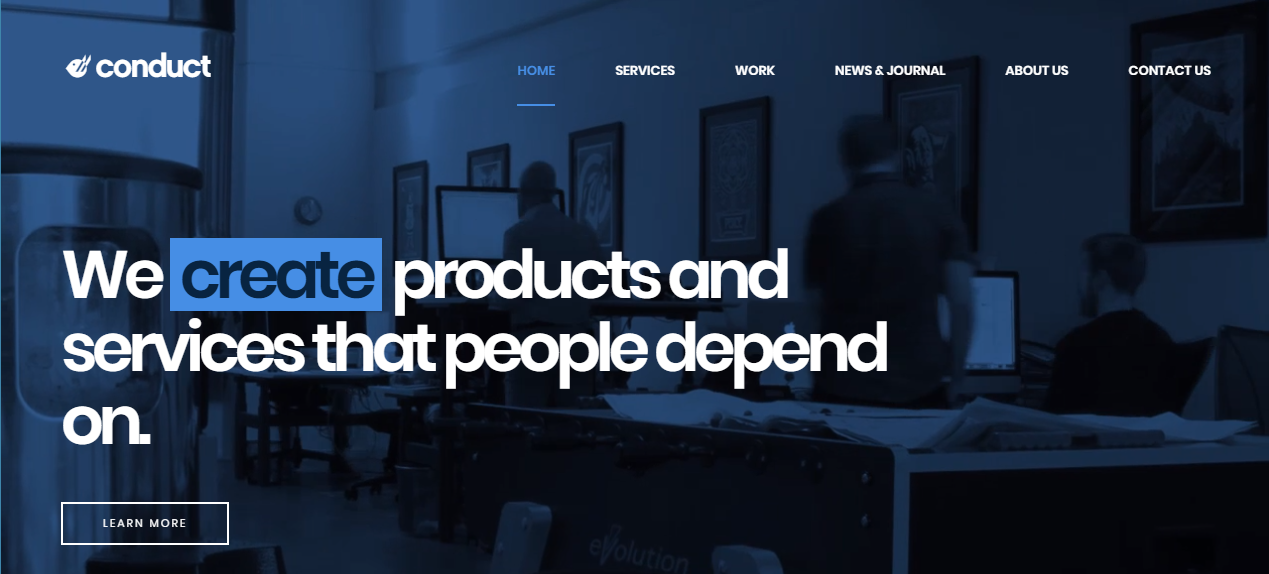 conduct
HOME SERVICES WORK NEWS & JOURNAL ABOUT US CONTACT US
We create products and
services that people depend
on.
LEARN MORE
evolution